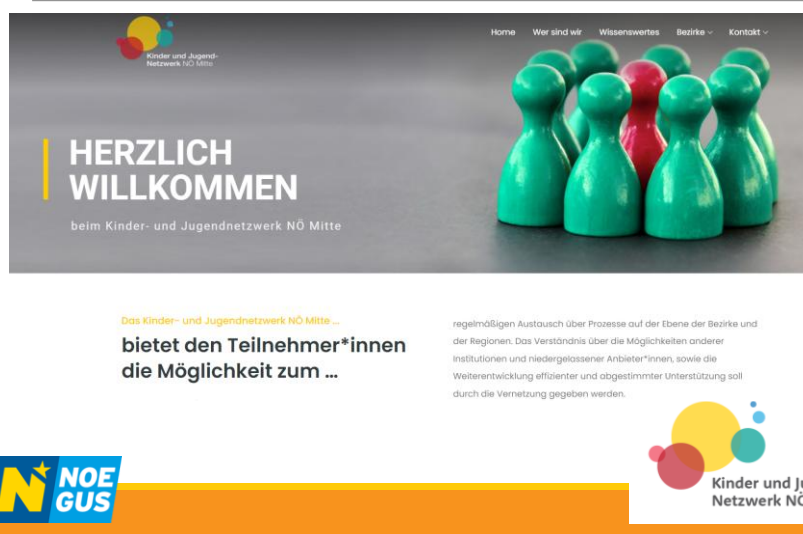 Kinder und Jugend-
Netzwerk NÖ Mitte
Home Wer sind wir Wissenswertes Bezirke Kontakt
HERZLICH
WILLKOMMEN
beim Kinder- und Jugendnetzwerk NÖ Mitte
Das Kinder- und Jugendnetzwerk NÖ Mitte ...
bietet den Teilnehmer*innen
die Möglichkeit zum ...
regelmäßigen Austausch über Prozesse auf der Ebene der Bezirke und
der Regionen. Das Verständnis über die Möglichkeiten anderer
Institutionen und niedergelassener Anbieter*innen, sowie die
Weiterentwicklung effizienter und abgestimmter Unterstützung soll
durch die Vernetzung gegeben werden.
N NOE
GUS
Kinder und Ju
Netzwerk NÖ